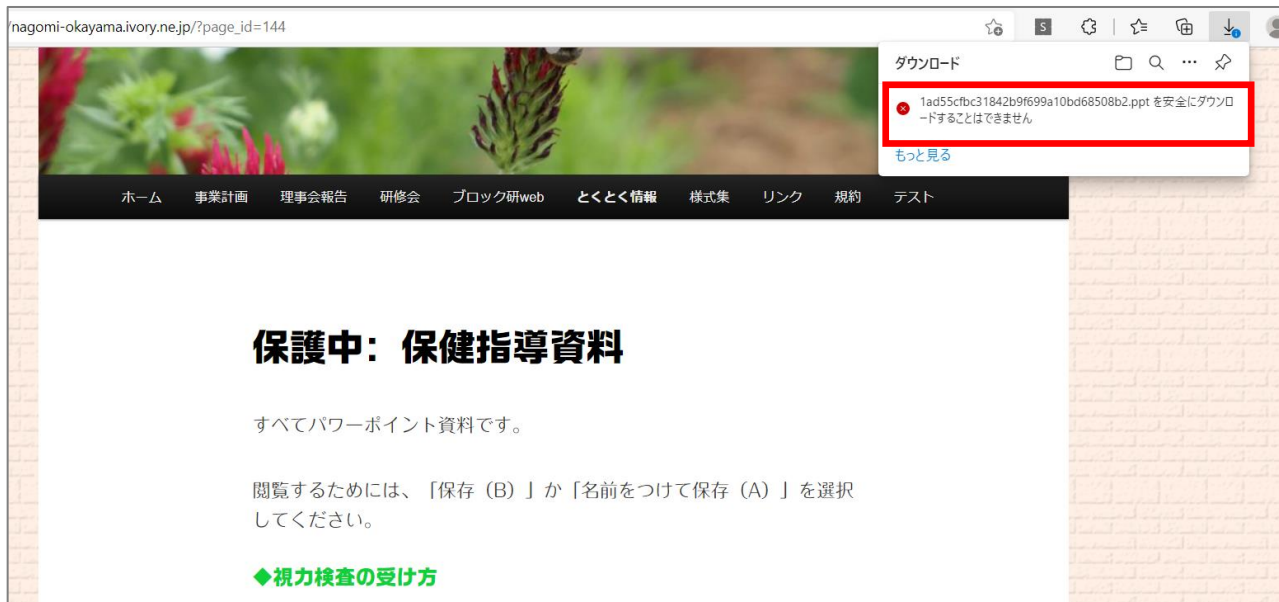 /nagomi-okayama.ivory.ne.jp/?page_id=144
S
ダウンロード
1ad55cfbc31842b9f699a10bd68508b2.ppt を安全にダウンロ
ードすることはできません
もっと見る
ホーム 事業計画 理事会報告 研修会 ブロック研web とくとく情報 様式集 リンク 規約 テスト
保護中: 保健指導資料
すべてパワーポイント資料です。
閲覧するためには、「保存（B）」か「名前をつけて保存（A）」を選択
してください。
◆視力検査の受け方